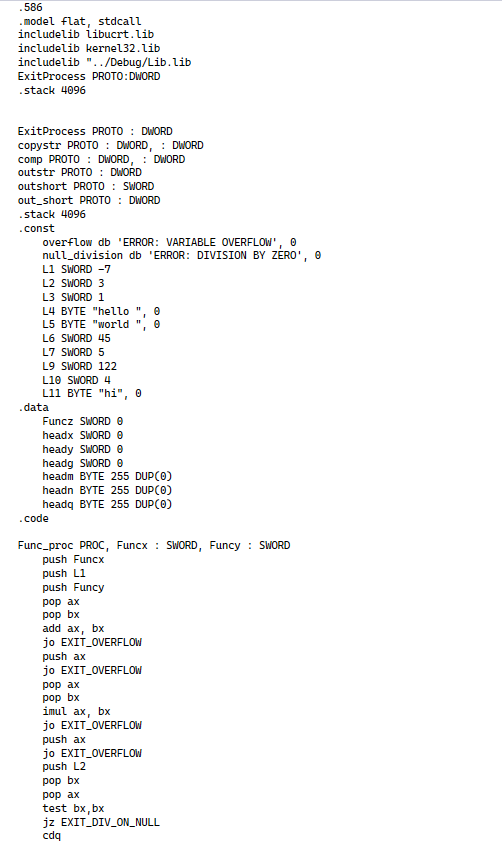 .586
.model flat, stdcall
includelib libucrt.lib
includelib kernel32.lib
includelib "../Debug/Lib.lib
ExitProcess PROTO:DWORD
.stack 4096
ExitProcess PROTO : DWORD
copystr PROTO : DWORD, : DWORD
comp PROTO : DWORD, : DWORD
outstr PROTO : DWORD
outshort PROTO : SWORD
out_short PROTO : DWORD
.stack 4096
.const
overflow db 'ERROR: VARIABLE OVERFLOW', 0
null_division db 'ERROR: DIVISION BY ZERO', 0
L1 SWORD -7
L2 SWORD 3
L3 SWORD 1
L4 BYTE "hello ", 0
L5 BYTE "world ", 0
L6 SWORD 45
L7 SWORD 5
L9 SWORD 122
L10 SWORD 4
L11 BYTE "hi", 0
.data
Funcz SWORD 0
headx SWORD 0
heady SWORD 0
headg SWORD 0
headm BYTE 255 DUP(0)
headn BYTE 255 DUP(0)
headq BYTE 255 DUP(0)
.code
Func_proc PROC, Funcx : SWORD, Funcy : SWORD
push Funcx
push L1
push Funcy
pop ax
pop bx
add ax, bx
jo EXIT_OVERFLOW
push ax
jo EXIT_OVERFLOW
pop ax
pop bx
imul ax, bx
jo EXIT_OVERFLOW
push ax
jo EXIT_OVERFLOW
push L2
pop bx
pop ax
test bx,bx
jz EXIT_DIV_ON_NULL
cdq